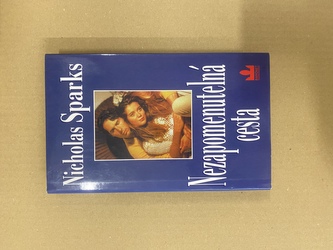 Nicholas Sparks
Nezapomenutelná
cesta